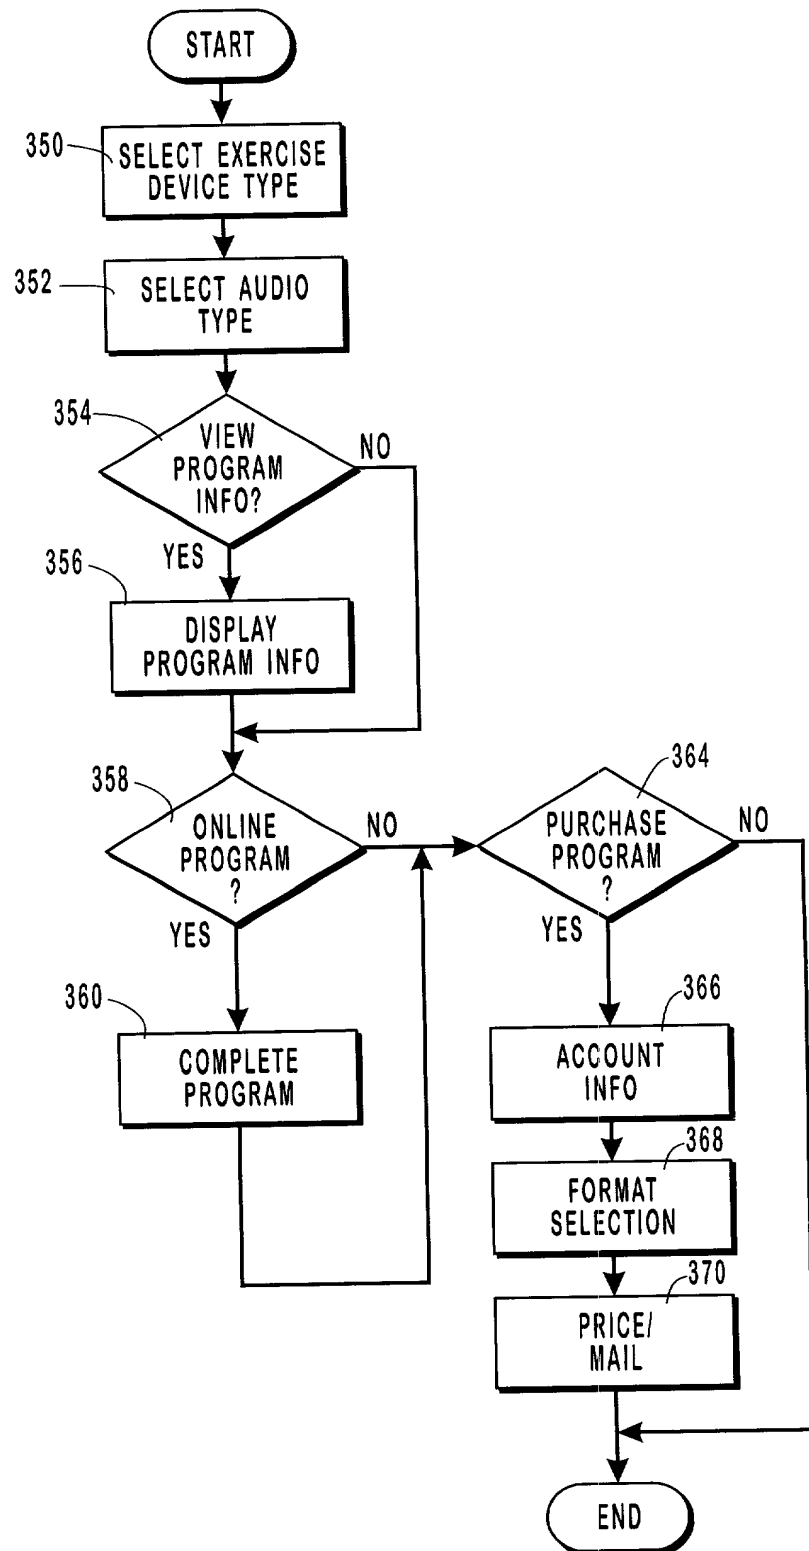 START
350
SELECT EXERCISE
DEVICE TYPE
352
SELECT AUDIO
TYPE
354
VIEW
PROGRAM
INFO?
NO
YES
356
DISPLAY
PROGRAM INFO
358
ONLINE
PROGRAM
?
NO
YES
360
COMPLETE
PROGRAM
364
PURCHASE
PROGRAM
?
NO
YES
366
ACCOUNT
INFO
368
FORMAT
SELECTION
370
PRICE/
MAIL
END